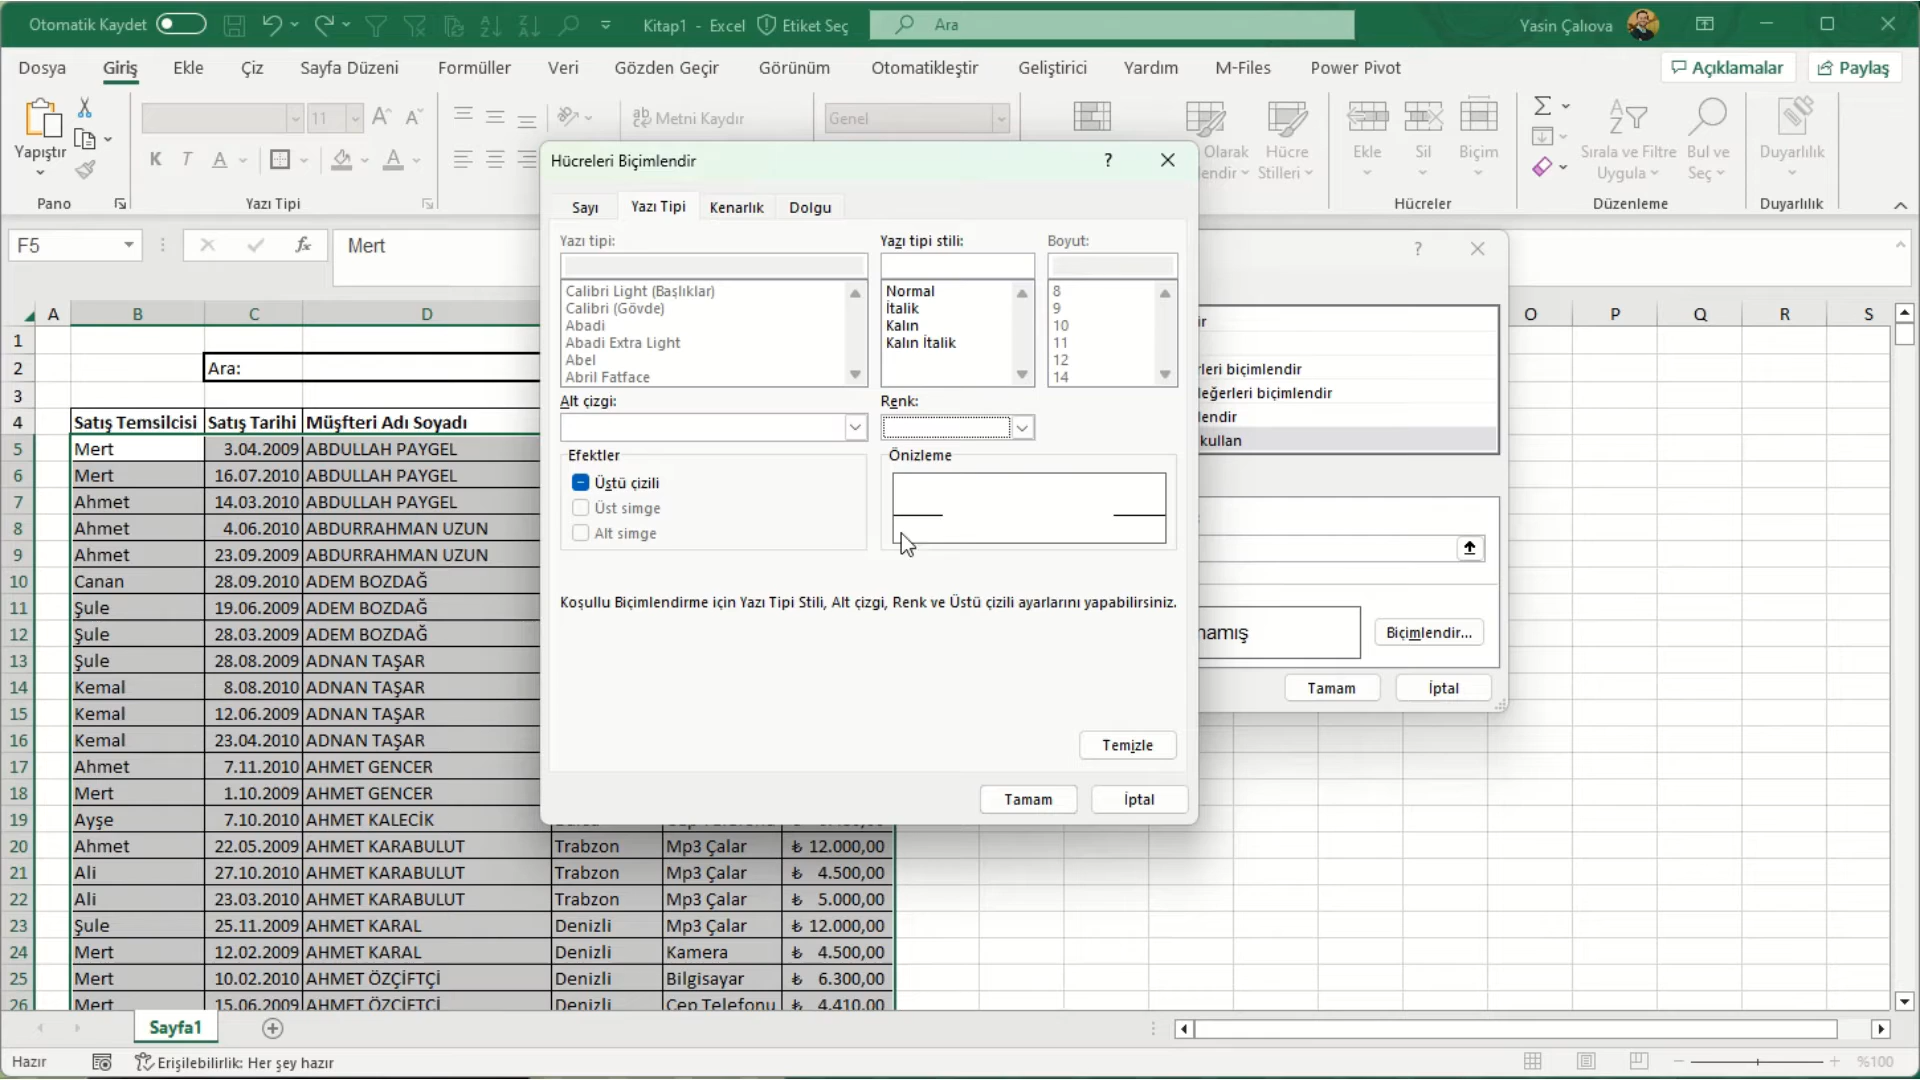 Otomatik Kaydet
Kitap1 - Excel
Etiket Seç
Ara
Yasin Çalıova
Dosya Giriş Ekle Çiz Sayfa Düzeni Formüller Veri Gözden Geçir Görünüm Otomatikleştir Geliştirici Yardım M-Files Power Pivot
Açıklamalar
Paylaş
Yapıştır
11
Metni Kaydır
Genel
Olarak
Hücre
Stilleri
Ekle Sil Biçim
Sırala ve Filtre
Uygula
Bul ve
Seç
Duyarlılık
Pano
Yazı Tipi
Hücreler
Düzenleme
Duyarlılık
F5
Mert
A B C D O P Q R S
1
2 Ara:
3
4 Satış Temsilcisi Satış Tarihi Müşfteri Adı Soyadı
5 Mert 3.04.2009 ABDULLAH PAYGEL
6 Mert 16.07.2010 ABDULLAH PAYGEL
7 Ahmet 14.03.2010 ABDULLAH PAYGEL
8 Ahmet 4.06.2010 ABDURRAHMAN UZUN
9 Ahmet 23.09.2009 ABDURRAHMAN UZUN
10 Canan 28.09.2010 ADEM BOZDAĞ
11 Şule 19.06.2009 ADEM BOZDAĞ
12 Şule 28.03.2009 ADEM BOZDAĞ
13 Şule 28.08.2009 ADNAN TAŞAR
14 Kemal 8.08.2010 ADNAN TAŞAR
15 Kemal 12.06.2009 ADNAN TAŞAR
16 Kemal 23.04.2010 ADNAN TAŞAR
17 Ahmet 7.11.2010 AHMET GENCER
18 Mert 1.10.2009 AHMET GENCER
19 Ayşe 7.10.2010 AHMET KALECİK
20 Ahmet 22.05.2009 AHMET KARABULUT Trabzon Mp3 Çalar ₺ 12.000,00
21 Ali 27.10.2010 AHMET KARABULUT Trabzon Mp3 Çalar ₺ 4.500,00
22 Ali 23.03.2010 AHMET KARABULUT Trabzon Mp3 Çalar ₺ 5.000,00
23 Şule 25.11.2009 AHMET KARAL Denizli Mp3 Çalar ₺ 12.000,00
24 Mert 12.02.2009 AHMET KARAL Denizli Kamera ₺ 4.500,00
25 Mert 10.02.2010 AHMET ÖZÇİFTÇİ Denizli Bilgisayar ₺ 6.300,00
26 Mert 15.06.2009 AHMET ÖZÇİFTÇİ Denizli Cep Telefonu ₺ 4.410,00
Hücreleri Biçimlendir
Sayı Yazı Tipi Kenarlık Dolgu
Yazı tipi: Yazı tipi stili: Boyut:
Calibri Light (Başlıklar) Normal 8
Calibri (Gövde) İtalik 9
Abadi Kalın 10
Abadi Extra Light Kalın İtalik 11
Abel 12
Abril Fatface 14
Alt çizgi: Renk:
Efektler Önizleme
Üstü çizili
Üst simge
Alt simge
Koşullu Biçimlendirme için Yazı Tipi Stili, Alt çizgi, Renk ve Üstü çizili ayarlarını yapabilirsiniz.
Temizle
Tamam İptal
biçimlendir
biçimlendir
kullan
Biçimlendir...
Tamam İptal
Sayfa1
Hazır
Erişilebilirlik: Her şey hazır
%100